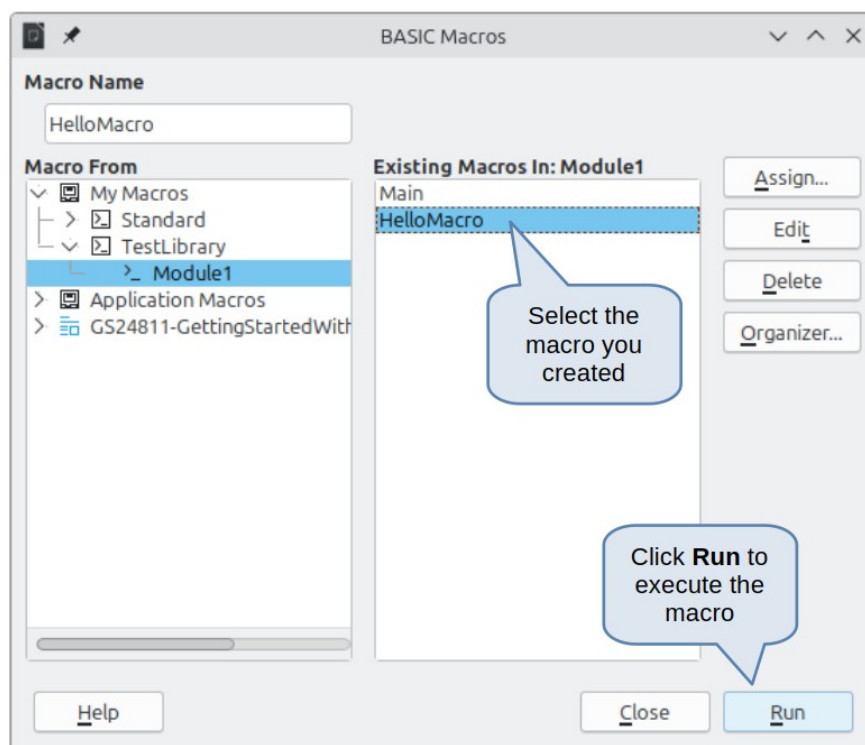 BASIC Macros
Macro Name
HelloMacro
Macro From
My Macros
Standard
TestLibrary
Module1
Application Macros
GS24811-GettingStartedWith
Existing Macros In: Module1
Main
HelloMacro
Select the
macro you
created
Assign...
Edit
Delete
Organizer...
Click Run to
execute the
macro
Help
Close
Run